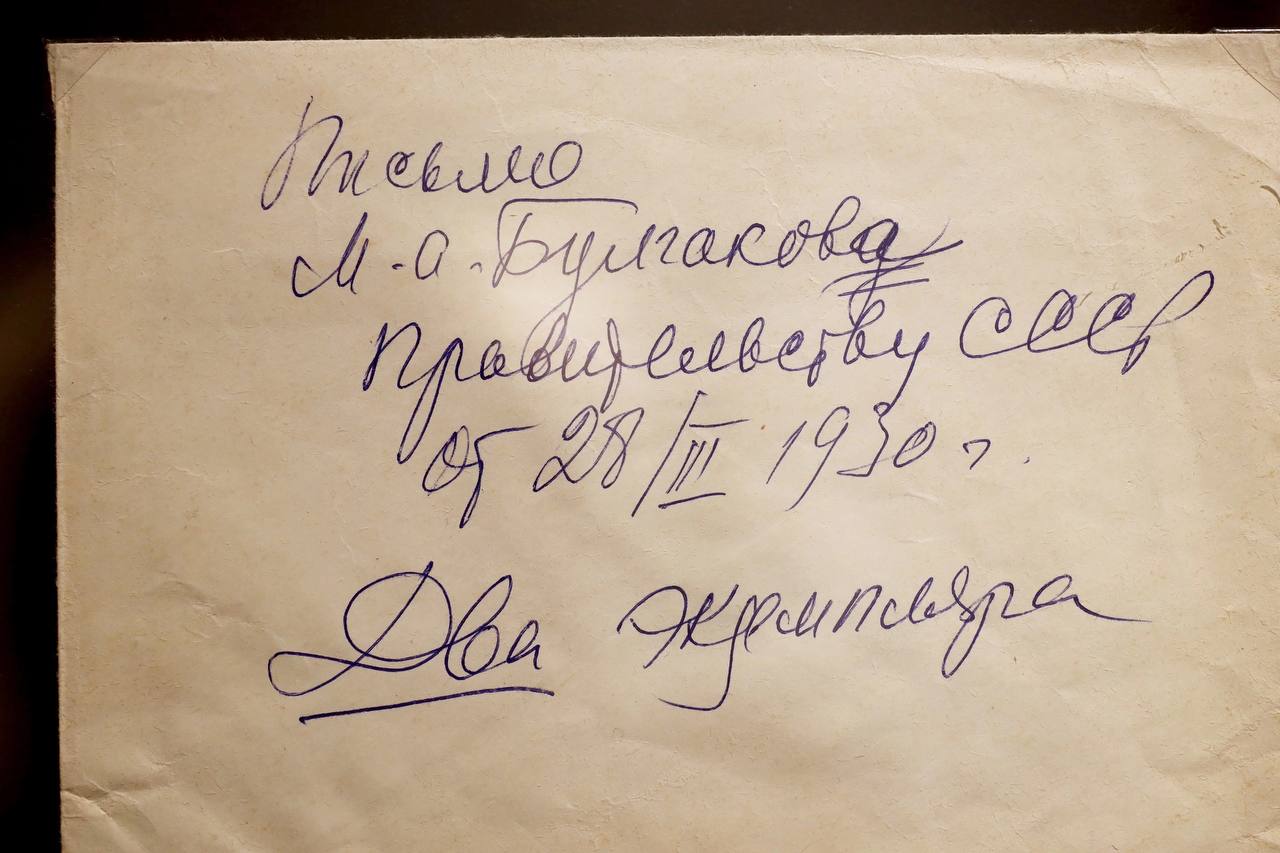 Письмо
М.А. Булгакова
Правительству СССР
от 28/III 1930 г.
Два экземпляра